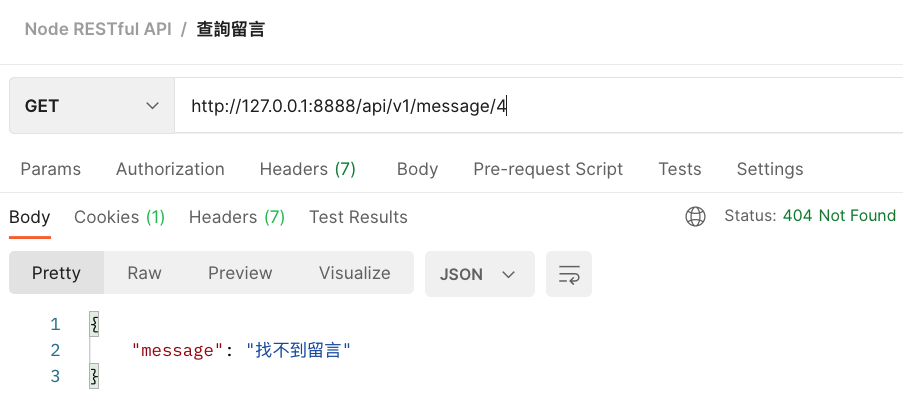 Node RESTful API / 查詢留言
GET http://127.0.0.1:8888/api/v1/message/4
Params Authorization Headers (7) Body Pre-request Script Tests Settings
Body Cookies (1) Headers (7) Test Results Status: 404 Not Found
Pretty Raw Preview Visualize JSON
1 {
2 "message": "找不到留言"
3 }